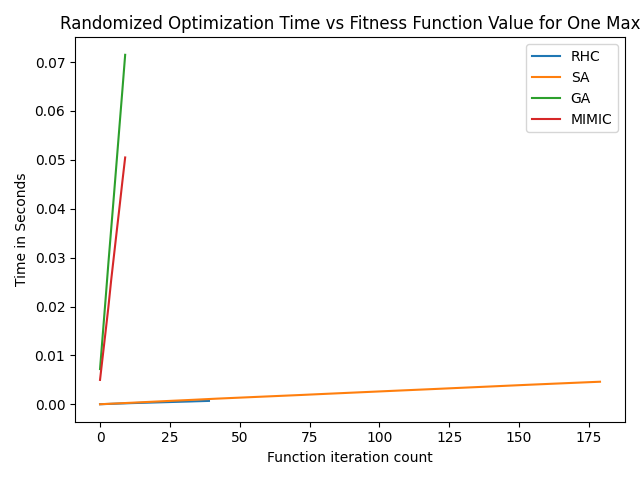 Randomized Optimization Time vs Fitness Function Value for One Max
RHC
SA
GA
MIMIC
Time in Seconds
0.07
0.06
0.05
0.04
0.03
0.02
0.01
0.00
0 25 50 75 100 125 150 175
Function iteration count